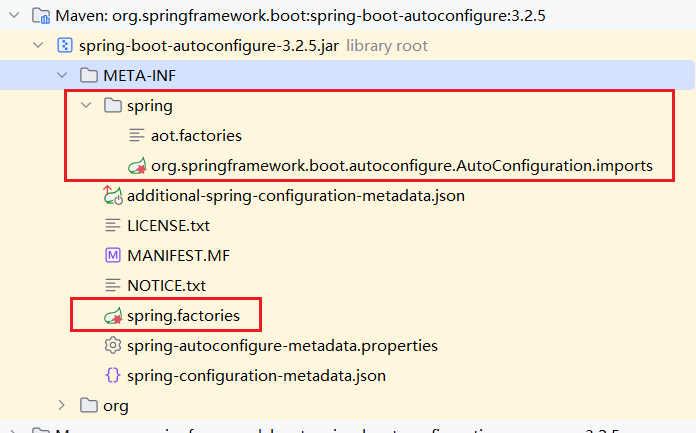 Maven: org.springframework.boot:spring-boot-autoconfigure:3.2.5
spring-boot-autoconfigure-3.2.5.jar library root
META-INF
spring
aot.factories
org.springframework.boot.autoconfigure.AutoConfiguration.imports
additional-spring-configuration-metadata.json
LICENSE.txt
M MANIFEST.MF
NOTICE.txt
spring.factories
spring-autoconfigure-metadata.properties
spring-configuration-metadata.json
org